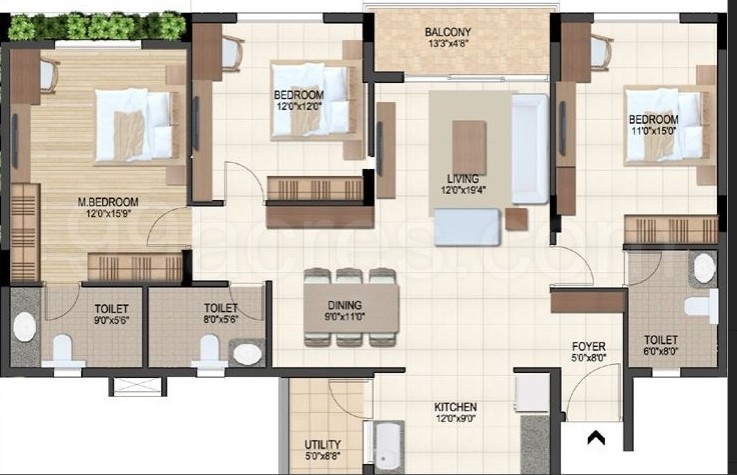 BALCONY
13'3"x4'8"
BEDROOM
12'0"x12'0"
BEDROOM
11'0"x15'0"
LIVING
12'0"x19'4"
M.BEDROOM
12'0"x15'9"
99acres.com
TOILET
9'0"x5'6"
TOILET
8'0"x5'6"
DINING
9'0"x11'0"
FOYER
5'0"x8'0"
TOILET
6'0"x8'0"
KITCHEN
12'0"x9'0"
UTILITY
5'0"x8'8"